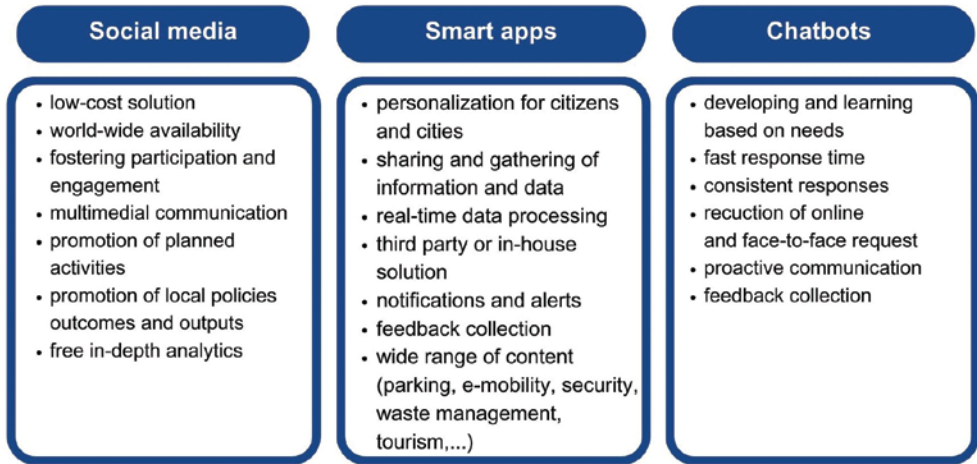 Social media
• low-cost solution
• world-wide availability
• fostering participation and
engagement
• multimedial communication
• promotion of planned
activities
• promotion of local policies
outcomes and outputs
• free in-depth analytics
Smart apps
• personalization for citizens
and cities
• sharing and gathering of
information and data
• real-time data processing
• third party or in-house
solution
• notifications and alerts
• feedback collection
• wide range of content
(parking, e-mobility, security,
waste management,
tourism,...)
Chatbots
• developing and learning
based on needs
• fast response time
• consistent responses
• recuction of online
and face-to-face request
• proactive communication
• feedback collection